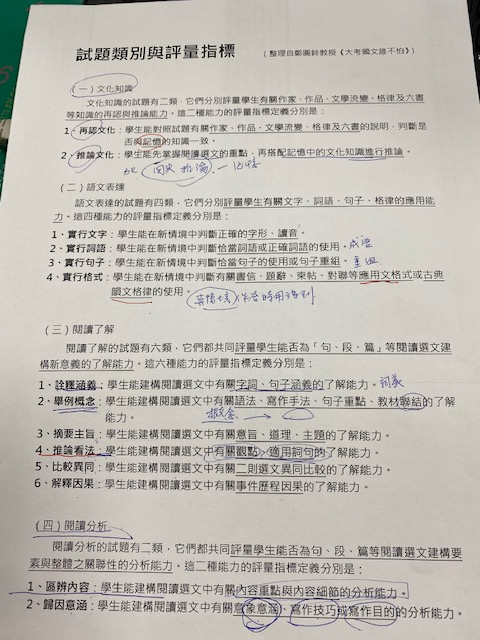 試題類別與評量指標
（整理自鄭圓鈴教授《大考國文誰不怕》）
（一）文化知識
文化知識的試題有二類，它們分別評量學生有關作家、作品、文學流變、格律及六書
等知識的再認與推論能力。這二種能力的評量指標定義分別是：
1、再認文化：學生能對照試題有關作家、作品、文學流變、格律及六書的說明，判斷是
否與記憶的知識一致。
2、推論文化：學生能先掌握閱讀選文的重點，再搭配記憶中的文化知識進行推論。
（二）語文表達
語文表達的試題有四類，它們分別評量學生有關文字、詞語、句子、格律的應用能
力。這四種能力的評量指標定義分別是：
1、實行文字：學生能在新情境中判斷正確的字形、讀音。
2、實行詞語：學生能在新情境中判斷恰當詞語或正確詞語的使用。成語
3、實行句子：學生能在新情境中判斷恰當句子的使用或句子重組。重組
4、實行格式：學生能在新情境中判斷有關書信、題辭、柬帖、對聯等應用文格式或古典
韻文格律的使用。
（三）閱讀了解
閱讀了解的試題有六類，它們都共同評量學生能否為「句、段、篇」等閱讀選文建
構新意義的了解能力。這六種能力的評量指標定義分別是：
1、詮釋涵義：學生能建構閱讀選文中有關字詞、句子涵義的了解能力。詞義
2、舉例概念：學生能建構閱讀選文中有關語法、寫作手法、句子重點、教材聯結的了解
能力。
概念
3、摘要主旨：學生能建構閱讀選文中有關意旨、道理、主題的了解能力。
4、推論看法：學生能建構閱讀選文中有關觀點、適用詞句的了解能力。
5、比較異同：學生能建構閱讀選文中有關二則選文異同比較的了解能力。
6、解釋因果：學生能建構閱讀選文中有關事件歷程因果的了解能力。
（四）閱讀分析
閱讀分析的試題有二類，它們都共同評量學生能否為句、段、篇等閱讀選文建構要
素與整體之關聯性的分析能力。這二種能力的評量指標定義分別是：
1、區辨內容：學生能建構閱讀選文中有關內容重點與內容細節的分析能力。
2、歸因意涵：學生能建構閱讀選文中有關意象意涵、寫作技巧或寫作目的的分析能力。